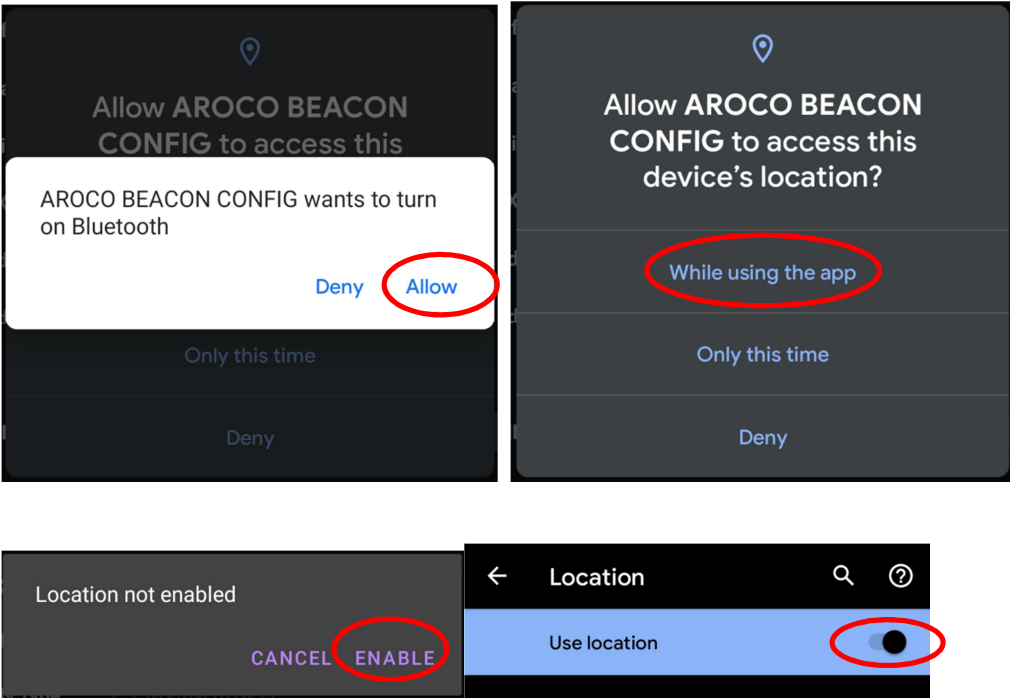 Allow AROCO BEACON
CONFIG to access this
AROCO BEACON CONFIG wants to turn
on Bluetooth
Deny Allow
Only this time
Deny
Allow AROCO BEACON
CONFIG to access this
device’s location?
While using the app
Only this time
Deny
Location not enabled
CANCEL ENABLE
Location
Use location